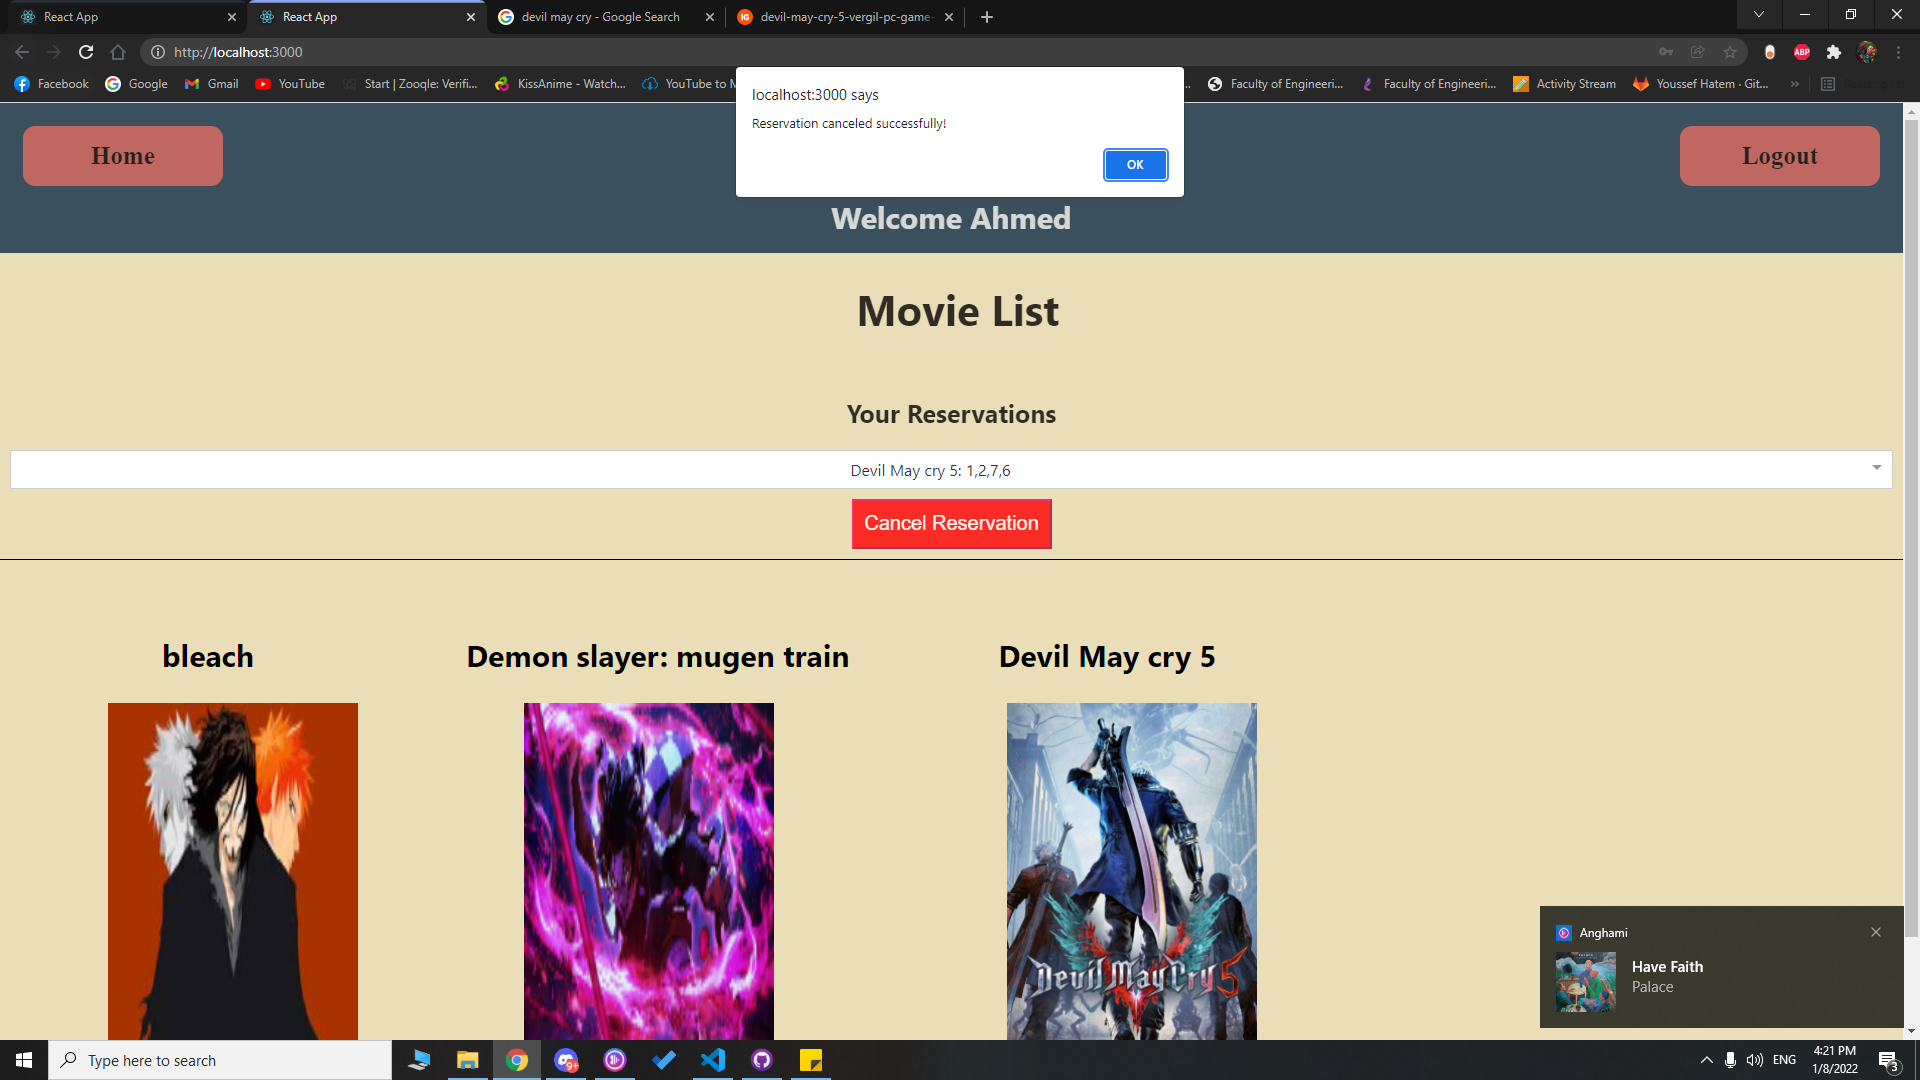 React App
React App
devil may cry - Google Search
devil-may-cry-5-vergil-pc-game-
http://localhost:3000
ABP
Facebook
Google
Gmail
YouTube
Start | Zooqle: Verifi...
KissAnime - Watch...
YouTube to M
Faculty of Engineeri...
Faculty of Engineeri...
Activity Stream
Youssef Hatem · Git...
localhost:3000 says
Reservation canceled successfully!
OK
Home
Logout
Welcome Ahmed
Movie List
Your Reservations
Devil May cry 5: 1,2,7,6
Cancel Reservation
bleach
Demon slayer: mugen train
Devil May cry 5
Devil May Cry 5
Anghami
Have Faith
Palace
Type here to search
9+
ENG
4:21 PM
1/8/2022
3